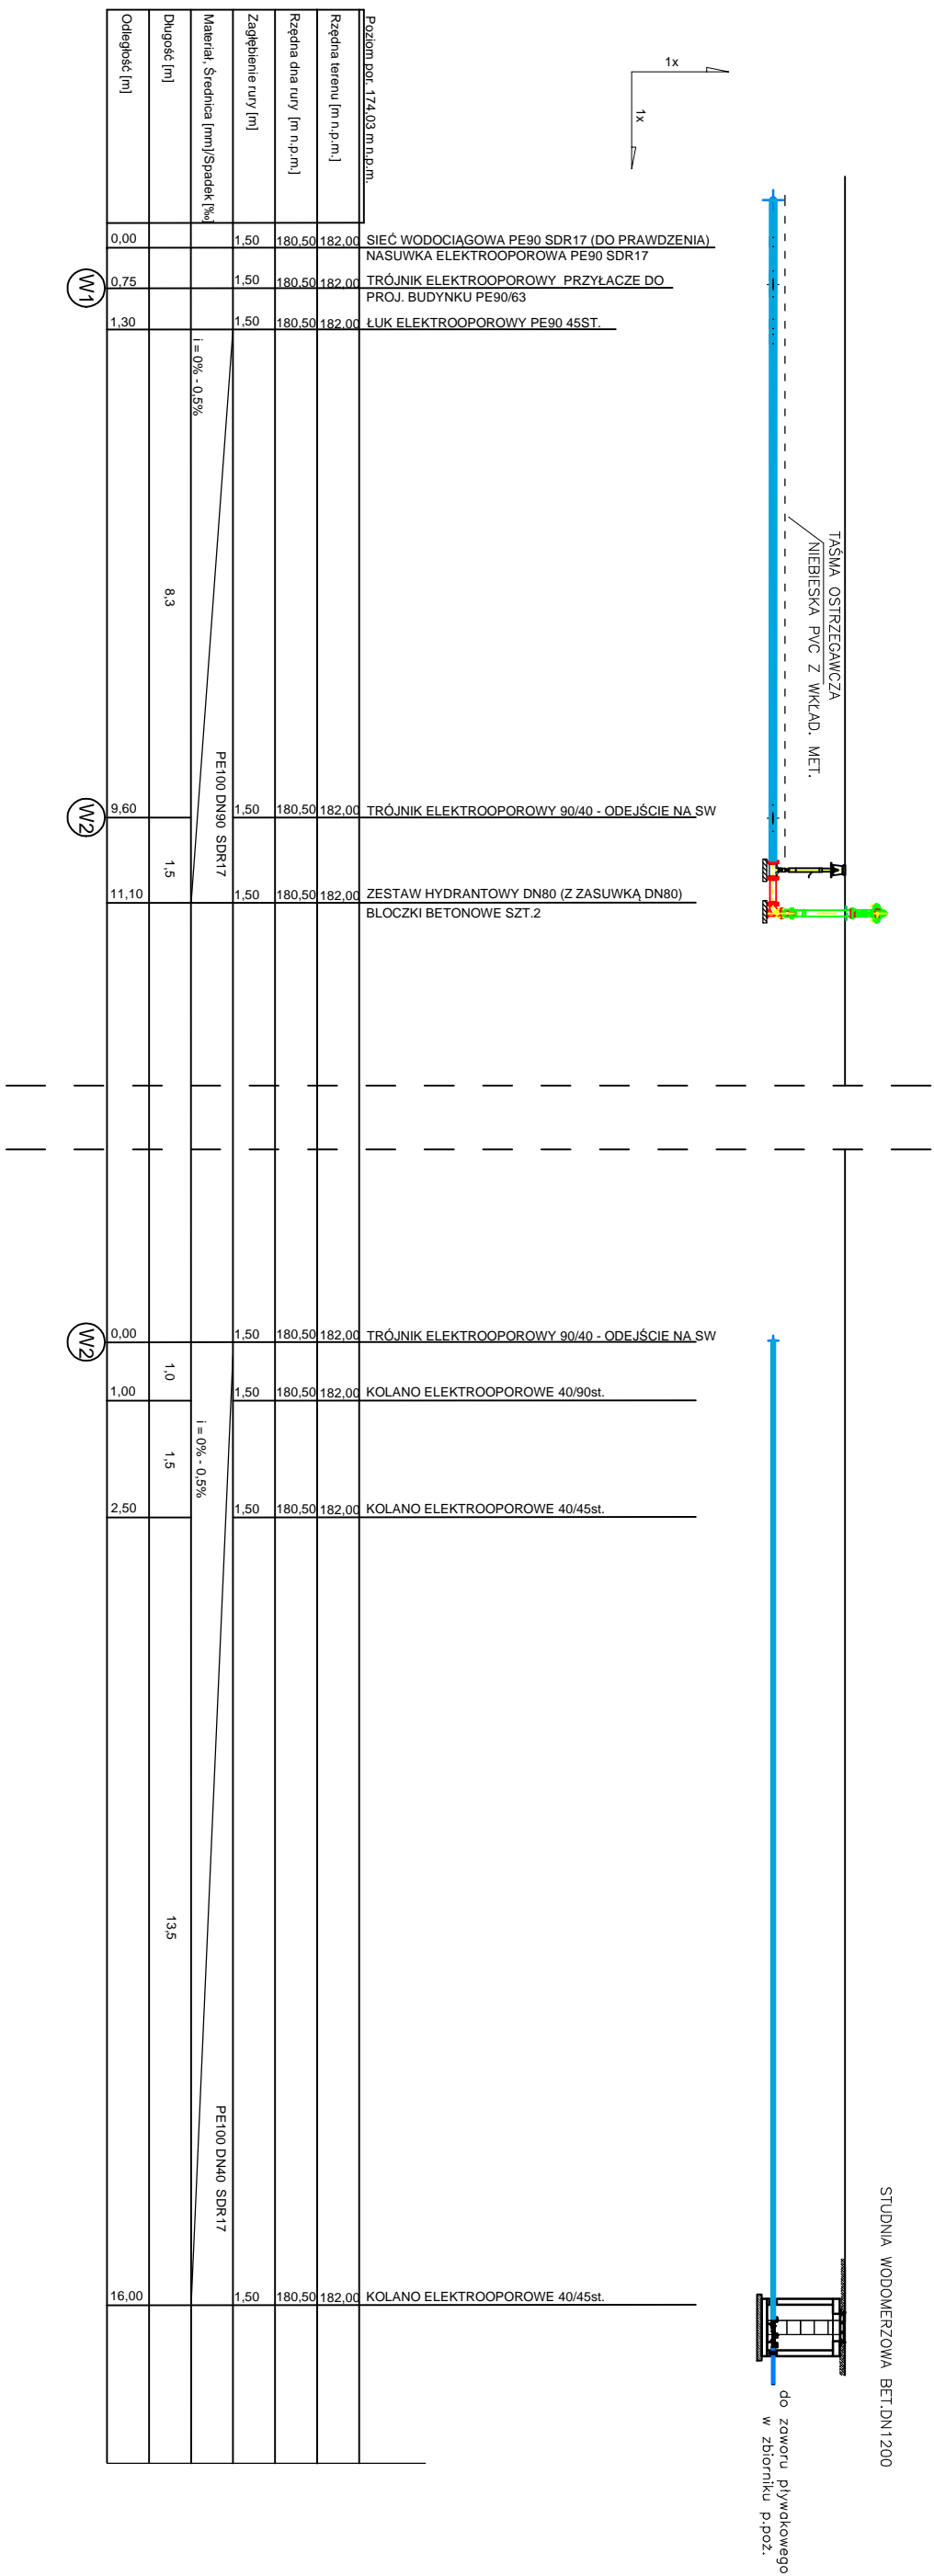 1x
1x
TAŚMA OSTRZEGAWCZA
NIEBIESKA PVC Z WKŁAD. MET.
STUDNIA WODOMERZOWA BET.DN1200
do zaworu pływakowego
w zbiorniku p.poż.
Poziom por. 174,03 m n.p.m.
Rzędna terenu [m n.p.m.]
Rzędna dna rury [m n.p.m.]
Zagłębienie rury [m]
Materiał, Średnica [mm]/Spadek [‰]
Długość [m]
Odległość [m]
0,00 1,50 180,50 182,00 SIEĆ WODOCIĄGOWA PE90 SDR17 (DO PRAWDZENIA)
NASUWKA ELEKTROOPOROWA PE90 SDR17
W1 0,75 1,50 180,50 182,00 TRÓJNIK ELEKTROOPOROWY PRZYŁACZE DO
PROJ. BUDYNKU PE90/63
1,30 1,50 180,50 182,00 ŁUK ELEKTROOPOROWY PE90 45ST.
i = 0% - 0,5%
8,3
PE100 DN90 SDR17
W2 9,60 1,50 180,50 182,00 TRÓJNIK ELEKTROOPOROWY 90/40 - ODEJŚCIE NA SW
1,5
11,10 1,50 180,50 182,00 ZESTAW HYDRANTOWY DN80 (Z ZASUWKĄ DN80)
BLOCZKI BETONOWE SZT.2
W2 0,00 1,50 180,50 182,00 TRÓJNIK ELEKTROOPOROWY 90/40 - ODEJŚCIE NA SW
1,0
1,00 1,50 180,50 182,00 KOLANO ELEKTROOPOROWE 40/90st.
i = 0% - 0,5%
1,5
2,50 1,50 180,50 182,00 KOLANO ELEKTROOPOROWE 40/45st.
13,5
PE100 DN40 SDR17
16,00 1,50 180,50 182,00 KOLANO ELEKTROOPOROWE 40/45st.